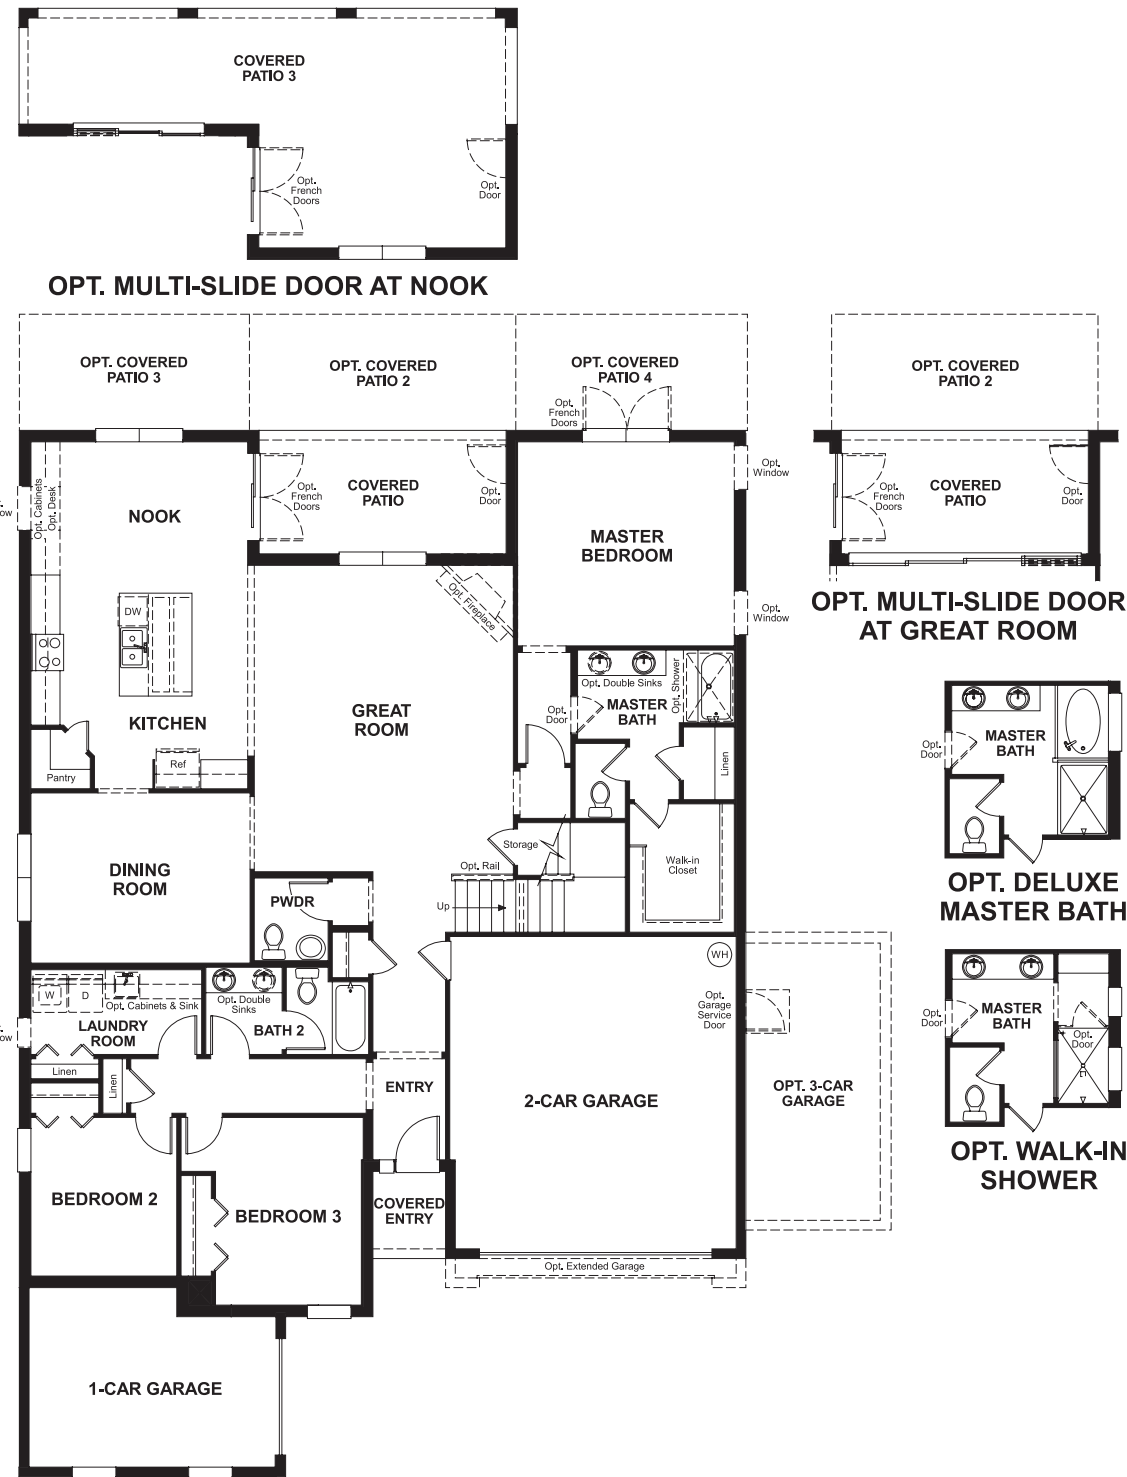 COVERED
PATIO 3
Opt.
French
Doors
Opt.
Door
OPT. MULTI-SLIDE DOOR AT NOOK
OPT. COVERED
PATIO 3
OPT. COVERED
PATIO 2
OPT. COVERED
PATIO 4
Opt.
French
Doors
OPT. COVERED
PATIO 2
Opt. Cabinets
Opt. Desk
NOOK
Opt.
French
Doors
COVERED
PATIO
Opt.
Door
MASTER
BEDROOM
Opt.
Window
Opt.
Window
Opt.
French
Doors
COVERED
PATIO
Opt.
Door
OPT. MULTI-SLIDE DOOR
AT GREAT ROOM
Opt. Fireplace
DW
KITCHEN
Ref
Pantry
GREAT
ROOM
Opt. Double Sinks
Opt. Shower
MASTER
BATH
Opt.
Door
Linen
Opt.
Door
MASTER
BATH
OPT. DELUXE
MASTER BATH
DINING
ROOM
Storage
Opt. Rail
Up
Walk-in
Closet
PWDR
WH
Opt.
Garage
Service
Door
W
D
Opt. Cabinets & Sink
LAUNDRY
ROOM
Opt. Double
Sinks
BATH 2
Linen
Linen
ENTRY
2-CAR GARAGE
OPT. 3-CAR
GARAGE
Opt.
Door
MASTER
BATH
Opt.
Door
OPT. WALK-IN
SHOWER
BEDROOM 2
BEDROOM 3
COVERED
ENTRY
Opt. Extended Garage
1-CAR GARAGE